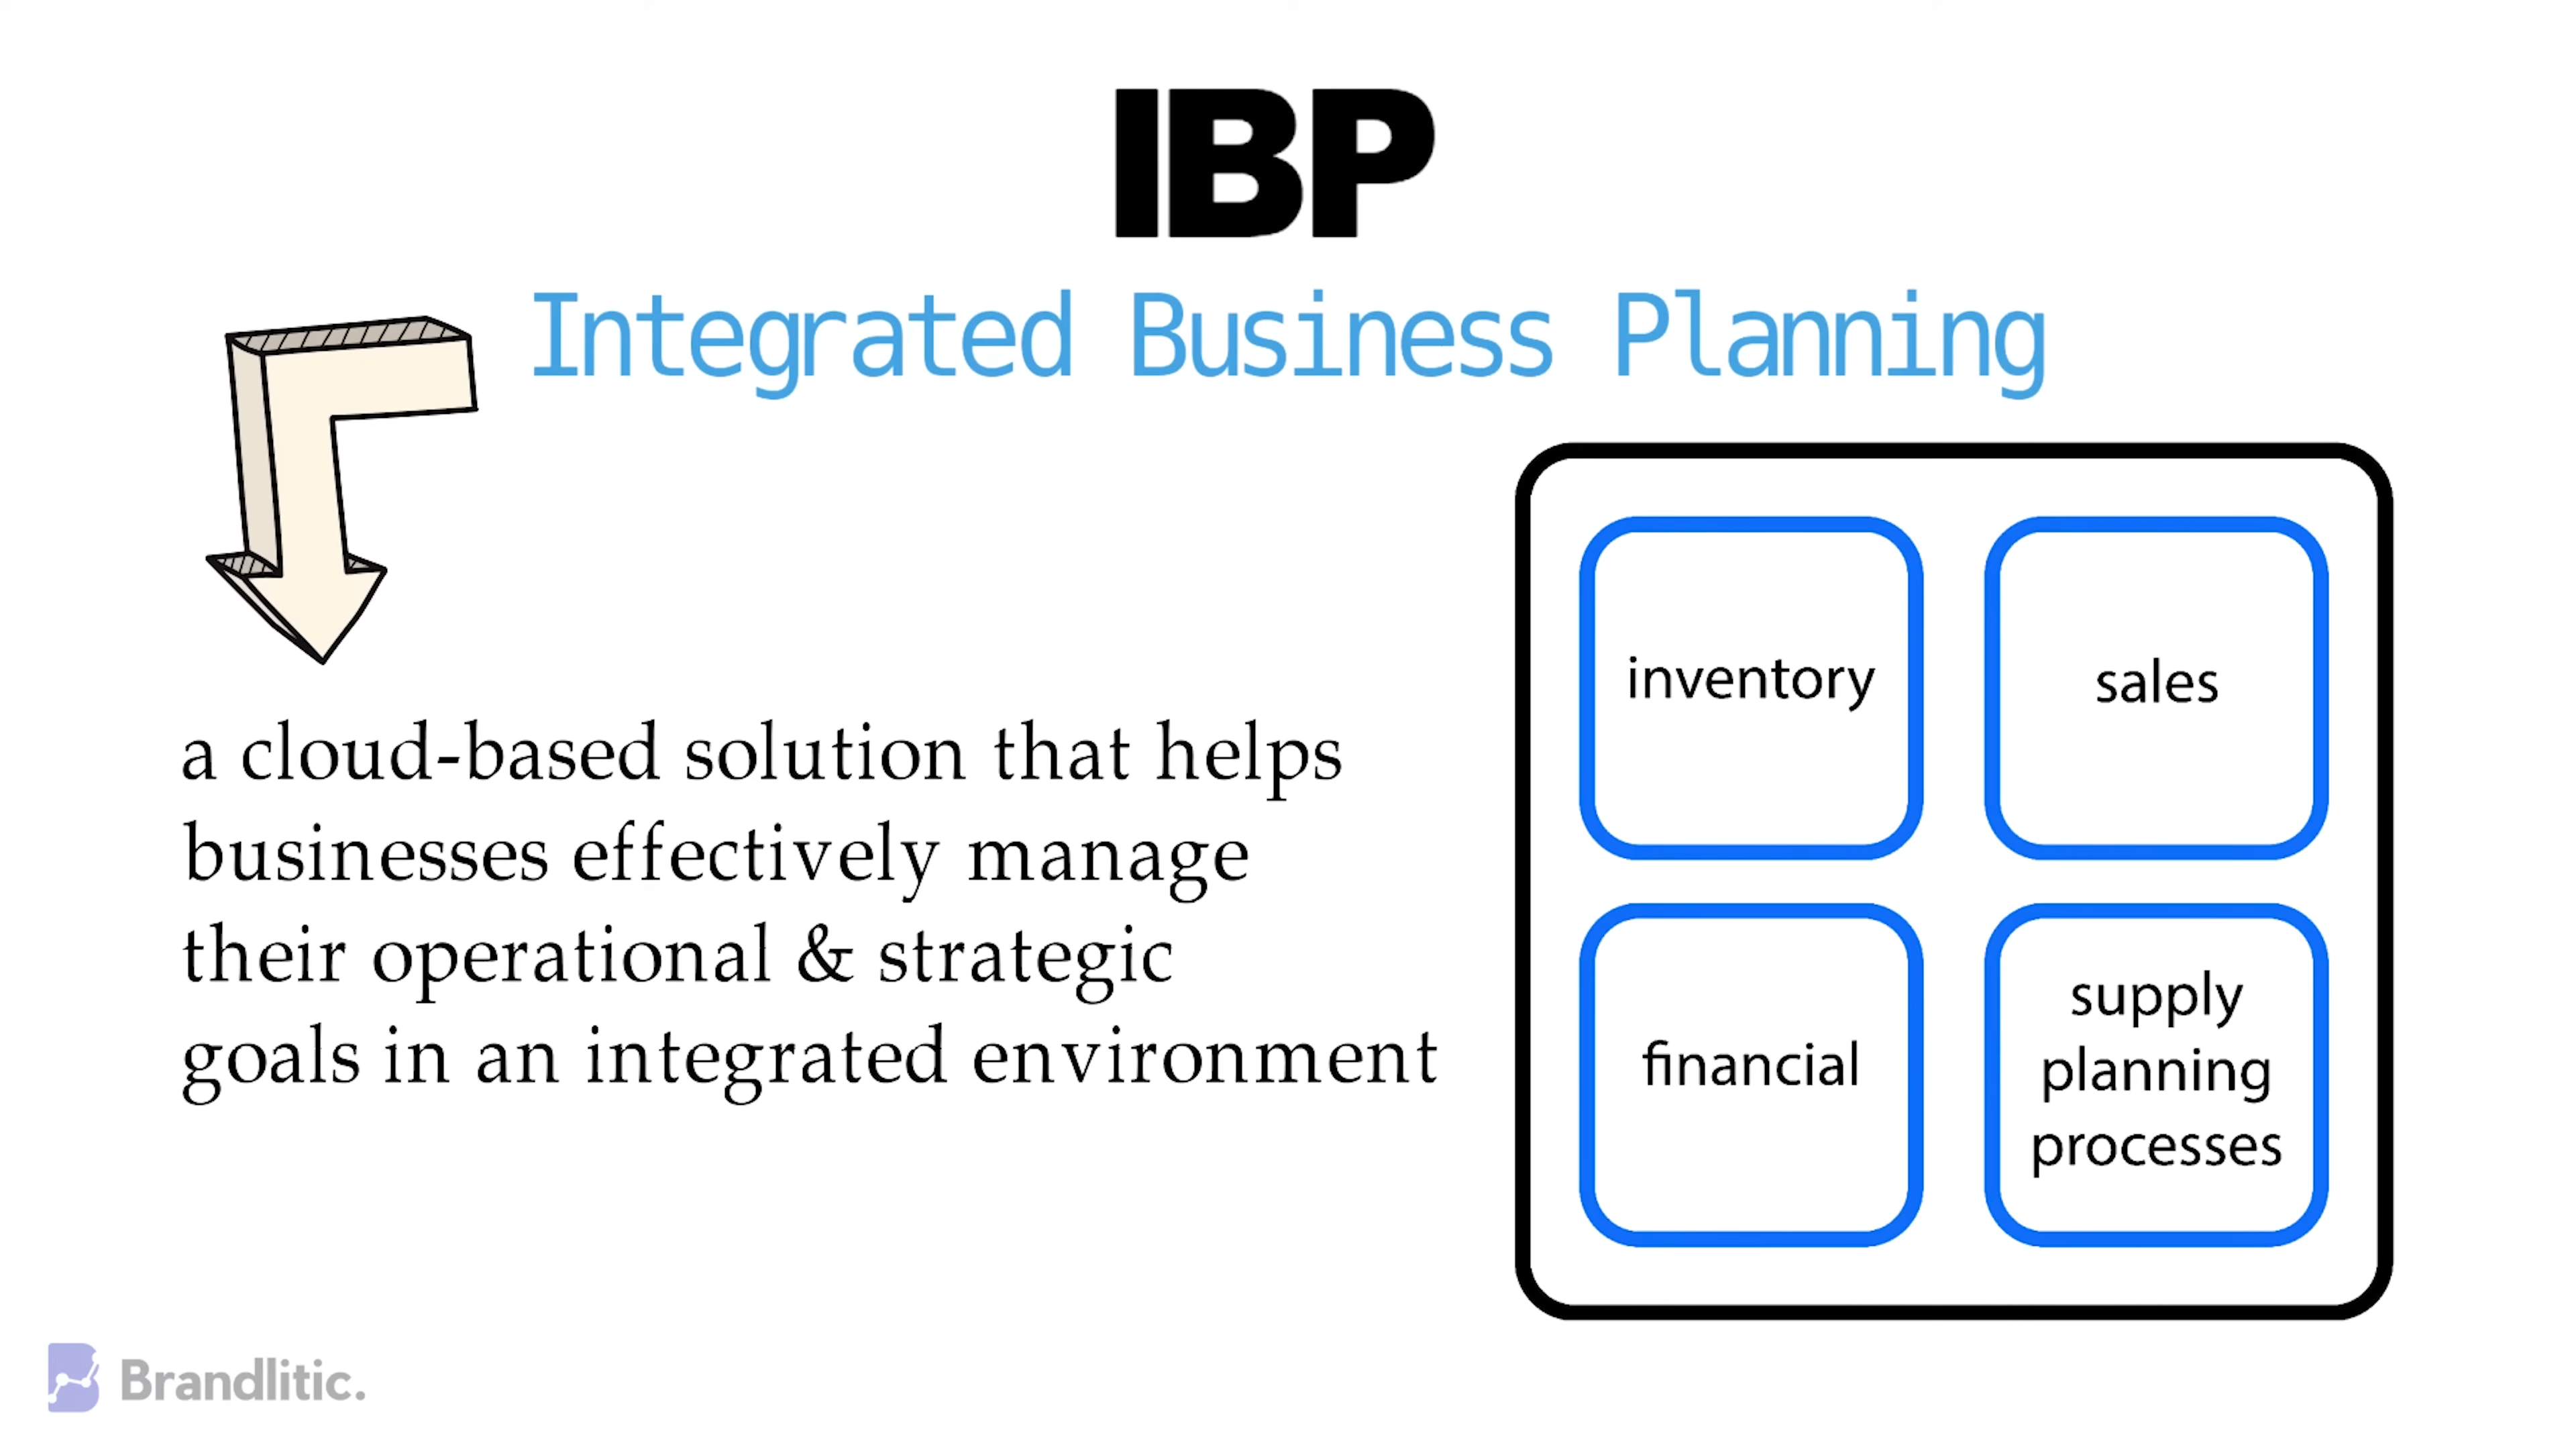 IBP
Integrated Business Planning
a cloud-based solution that helps
businesses effectively manage
their operational & strategic
goals in an integrated environment
inventory
sales
financial
supply
planning
processes
Brandlitic.